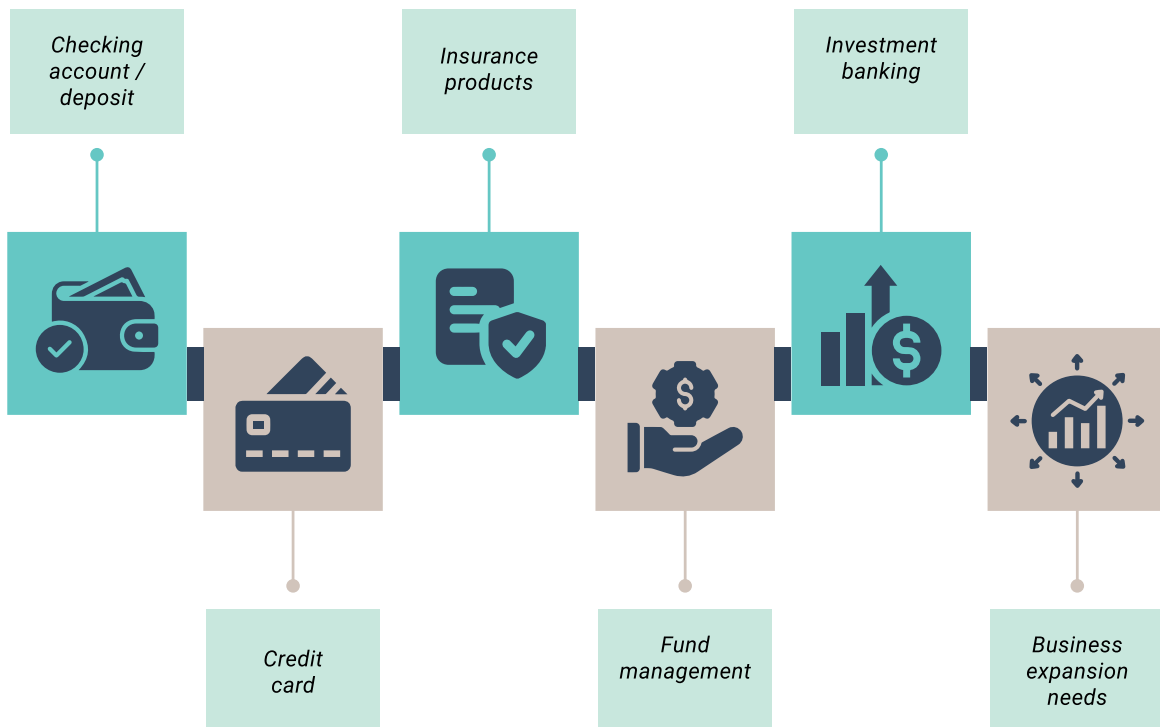 Checking
account /
deposit
Insurance
products
Investment
banking
Credit
card
Fund
management
Business
expansion
needs